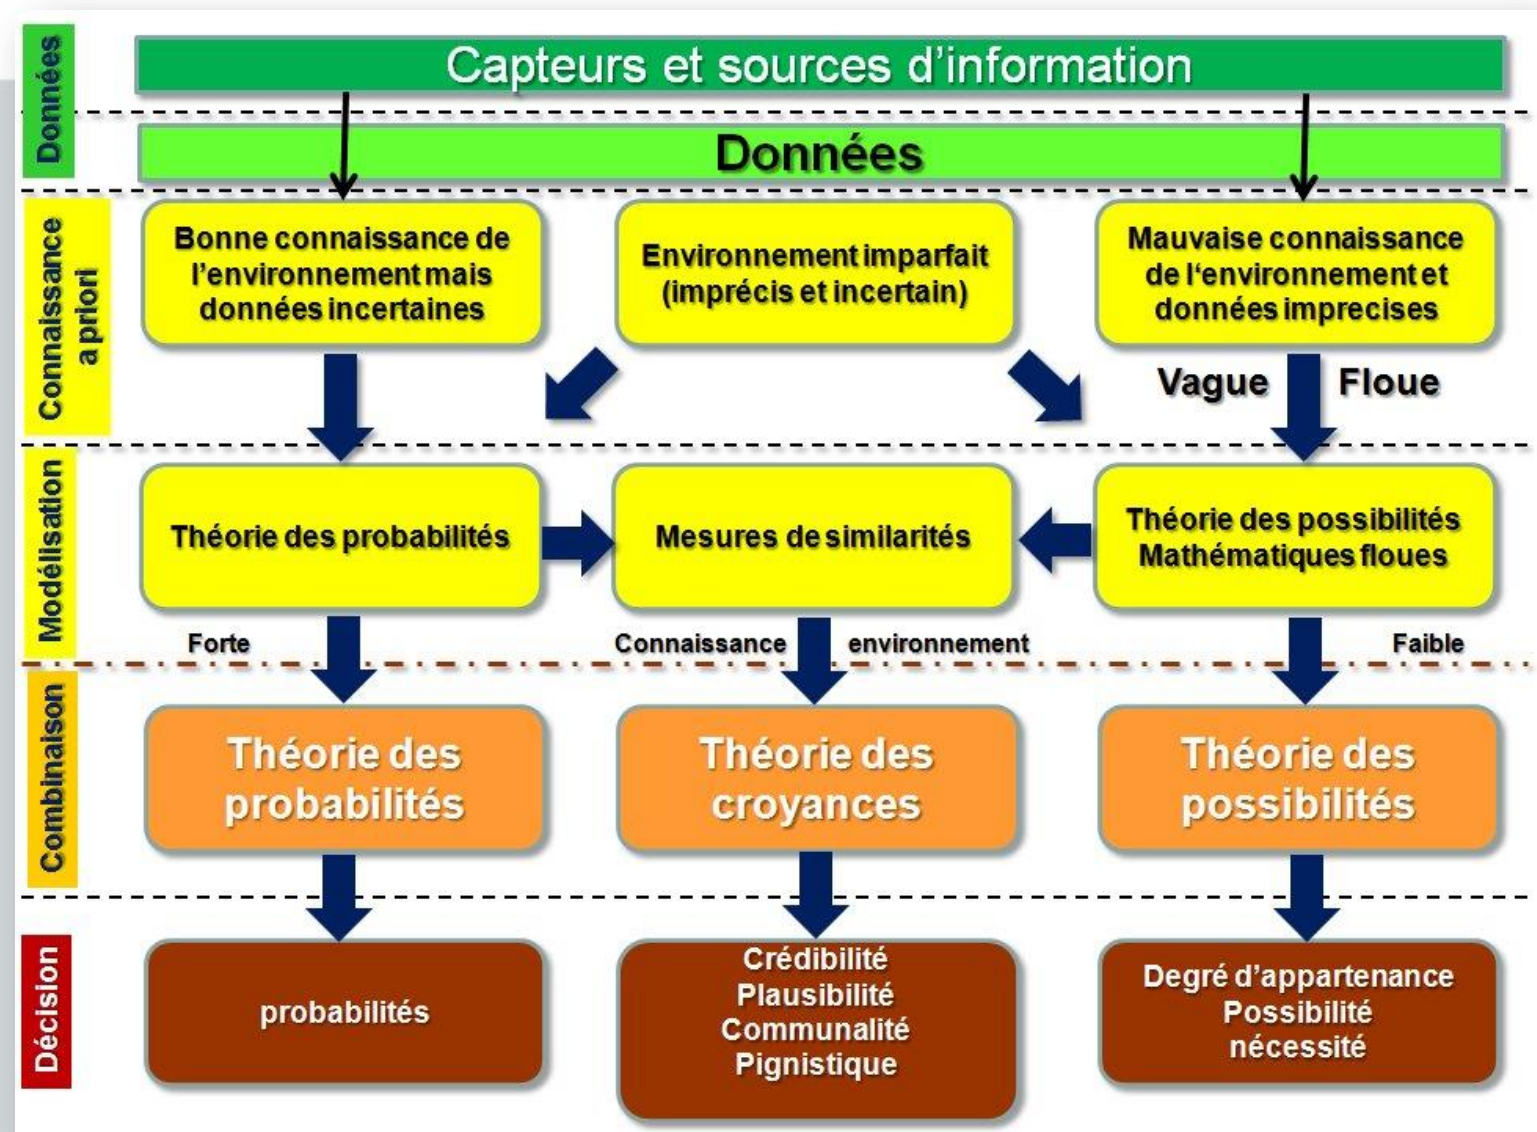 Données
Capteurs et sources d'information
Données
Connaissance
a priori
Bonne connaissance de
l'environnement mais
données incertaines
Environnement imparfait
(imprécis et incertain)
Mauvaise connaissance
de l'environnement et
données imprecises
Vague
Floue
Modélisation
Théorie des probabilités
Mesures de similarités
Théorie des possibilités
Mathématiques floues
Forte
Connaissance
environnement
Faible
Combinaison
Théorie des
probabilités
Théorie des
croyances
Théorie des
possibilités
Décision
probabilités
Crédibilité
Plausibilité
Communalité
Pignistique
Degré d'appartenance
Possibilité
nécessité